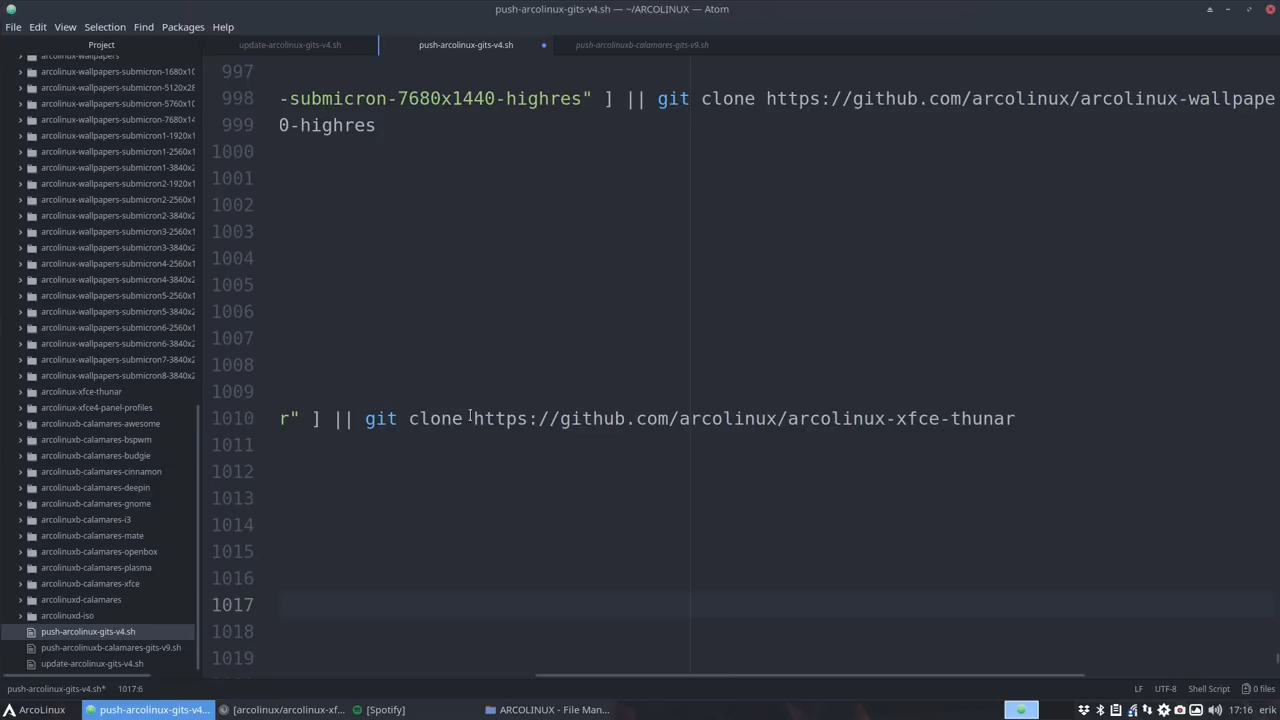 push-arcolinux-gits-v4.sh — ~/ARCOLINUX — Atom
File Edit View Selection Find Packages Help
Project
update-arcolinux-gits-v4.sh
push-arcolinux-gits-v4.sh
push-arcolinuxb-calamares-gits-v9.sh
arcolinux-wallpapers
arcolinux-wallpapers-submicron-1680x10
arcolinux-wallpapers-submicron-5120x28
arcolinux-wallpapers-submicron-5760x10
arcolinux-wallpapers-submicron-7680x14
arcolinux-wallpapers-submicron1-1920x1
arcolinux-wallpapers-submicron1-2560x1
arcolinux-wallpapers-submicron1-3840x2
arcolinux-wallpapers-submicron2-1920x1
arcolinux-wallpapers-submicron2-2560x1
arcolinux-wallpapers-submicron2-3840x2
arcolinux-wallpapers-submicron3-2560x1
arcolinux-wallpapers-submicron3-3840x2
arcolinux-wallpapers-submicron4-2560x1
arcolinux-wallpapers-submicron4-3840x2
arcolinux-wallpapers-submicron5-2560x1
arcolinux-wallpapers-submicron5-3840x2
arcolinux-wallpapers-submicron6-2560x1
arcolinux-wallpapers-submicron6-3840x2
arcolinux-wallpapers-submicron7-3840x2
arcolinux-wallpapers-submicron8-3840x2
arcolinux-xfce-thunar
arcolinux-xfce4-panel-profiles
arcolinuxb-calamares-awesome
arcolinuxb-calamares-bspwm
arcolinuxb-calamares-budgie
arcolinuxb-calamares-cinnamon
arcolinuxb-calamares-deepin
arcolinuxb-calamares-gnome
arcolinuxb-calamares-i3
arcolinuxb-calamares-mate
arcolinuxb-calamares-openbox
arcolinuxb-calamares-plasma
arcolinuxb-calamares-xfce
arcolinuxd-calamares
arcolinuxd-iso
push-arcolinux-gits-v4.sh
push-arcolinuxb-calamares-gits-v9.sh
update-arcolinux-gits-v4.sh
997
998 -submicron-7680x1440-highres" ] || git clone https://github.com/arcolinux/arcolinux-wallpape
999 0-highres
1000
1001
1002
1003
1004
1005
1006
1007
1008
1009
1010 r" ] || git clone https://github.com/arcolinux/arcolinux-xfce-thunar
1011
1012
1013
1014
1015
1016
1017
1018
1019
push-arcolinux-gits-v4.sh* 1017:6 LF UTF-8 Shell Script 0 files
ArcoLinux push-arcolinux-gits-v4... [arcolinux/arcolinux-xf... [Spotify] ARCOLINUX - File Man... 17:16 erik